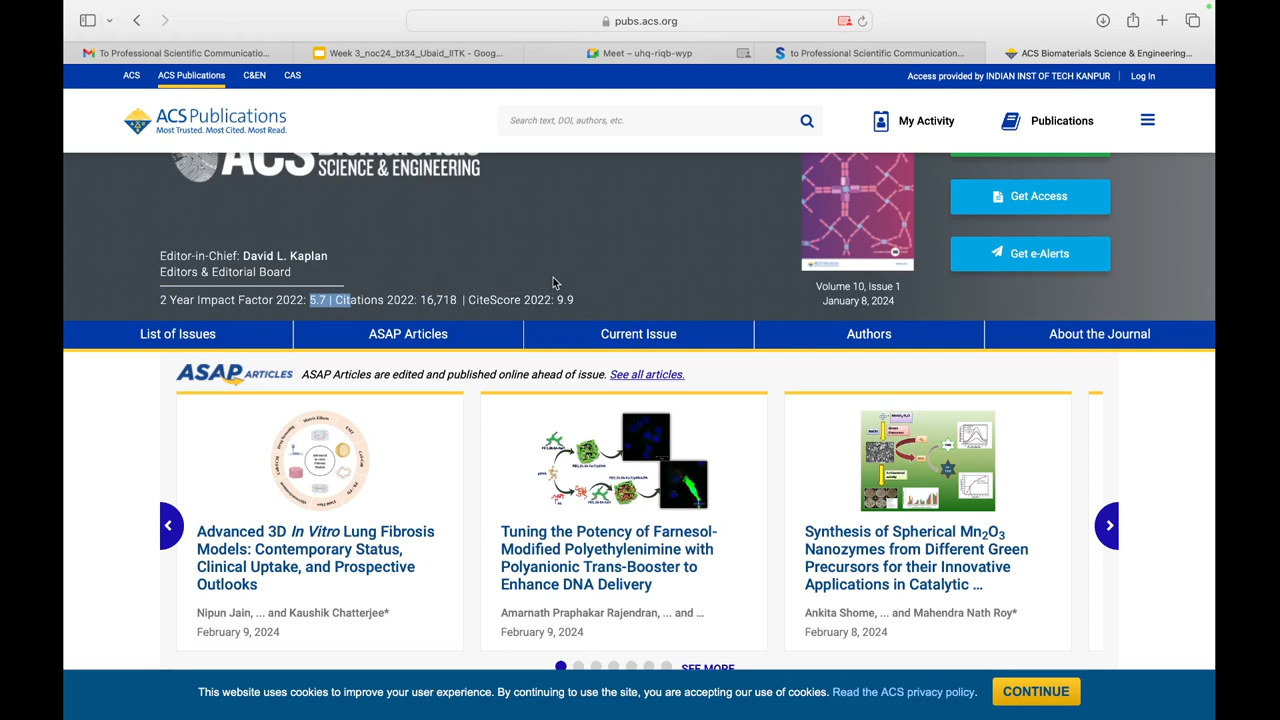 pubs.acs.org
To Professional Scientific Communicatio...
Week 3_noc24_bt34_Ubaid_IITK - Goog...
Meet – uhq-riqb-wyp
to Professional Scientific Communication...
ACS Biomaterials Science & Engineering...
ACS
ACS Publications
C&EN
CAS
Access provided by INDIAN INST OF TECH KANPUR
Log In
ACS Publications
Most Trusted. Most Cited. Most Read.
Search text, DOI, authors, etc.
My Activity
Publications
ACS Biomaterials
SCIENCE & ENGINEERING
Get Access
Editor-in-Chief: David L. Kaplan
Get e-Alerts
Editors & Editorial Board
Volume 10, Issue 1
2 Year Impact Factor 2022: 5.7 | Citations 2022: 16,718 | CiteScore 2022: 9.9
January 8, 2024
List of Issues
ASAP Articles
Current Issue
Authors
About the Journal
ASAP ARTICLES
ASAP Articles are edited and published online ahead of issue. See all articles.
Advanced 3D In Vitro Lung Fibrosis
Models: Contemporary Status,
Clinical Uptake, and Prospective
Outlooks
Nipun Jain, ... and Kaushik Chatterjee*
February 9, 2024
Tuning the Potency of Farnesol-
Modified Polyethylenimine with
Polyanionic Trans-Booster to
Enhance DNA Delivery
Amarnath Praphakar Rajendran, ... and ...
February 9, 2024
Synthesis of Spherical Mn₂O₃
Nanozymes from Different Green
Precursors for their Innovative
Applications in Catalytic ...
Ankita Shome, ... and Mahendra Nath Roy*
February 8, 2024
SEE MORE
This website uses cookies to improve your user experience. By continuing to use the site, you are accepting our use of cookies. Read the ACS privacy policy.
CONTINUE